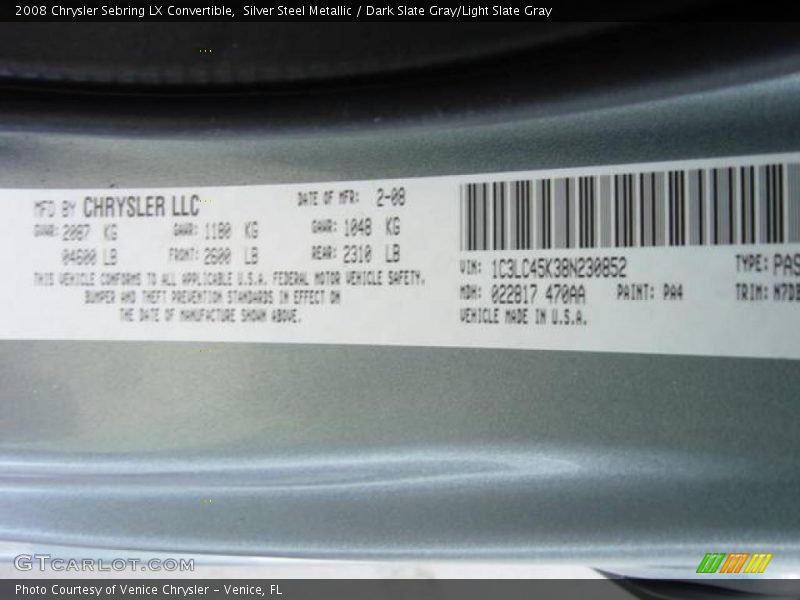 2008 Chrysler Sebring LX Convertible,  Silver Steel Metallic / Dark Slate Gray/Light Slate Gray
MFD BY CHRYSLER LLC
DATE OF MFR: 2-08
GVWR: 2087 KG
GAWR: 1180 KG
GAWR: 1048 KG
04600 LB
FRONT: 2600 LB
REAR: 2310 LB
THIS VEHICLE CONFORMS TO ALL APPLICABLE U.S.A. FEDERAL MOTOR VEHICLE SAFETY,
BUMPER AND THEFT PREVENTION STANDARDS IN EFFECT ON
THE DATE OF MANUFACTURE SHOWN ABOVE.
VIN: 1C3LC45K38N230852
TYPE: PAS
MDH: 022817 470AA
PAINT: PA4
TRIM: N7DB
VEHICLE MADE IN U.S.A.
GTCARLOT.COM
Photo Courtesy of Venice Chrysler - Venice, FL